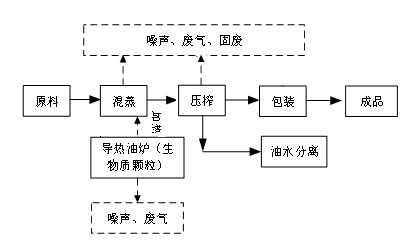 噪声、废气、固废
原料
混蒸
压榨
包装
成品
导热油炉（生
物质颗粒）
油水分离
噪声、废气